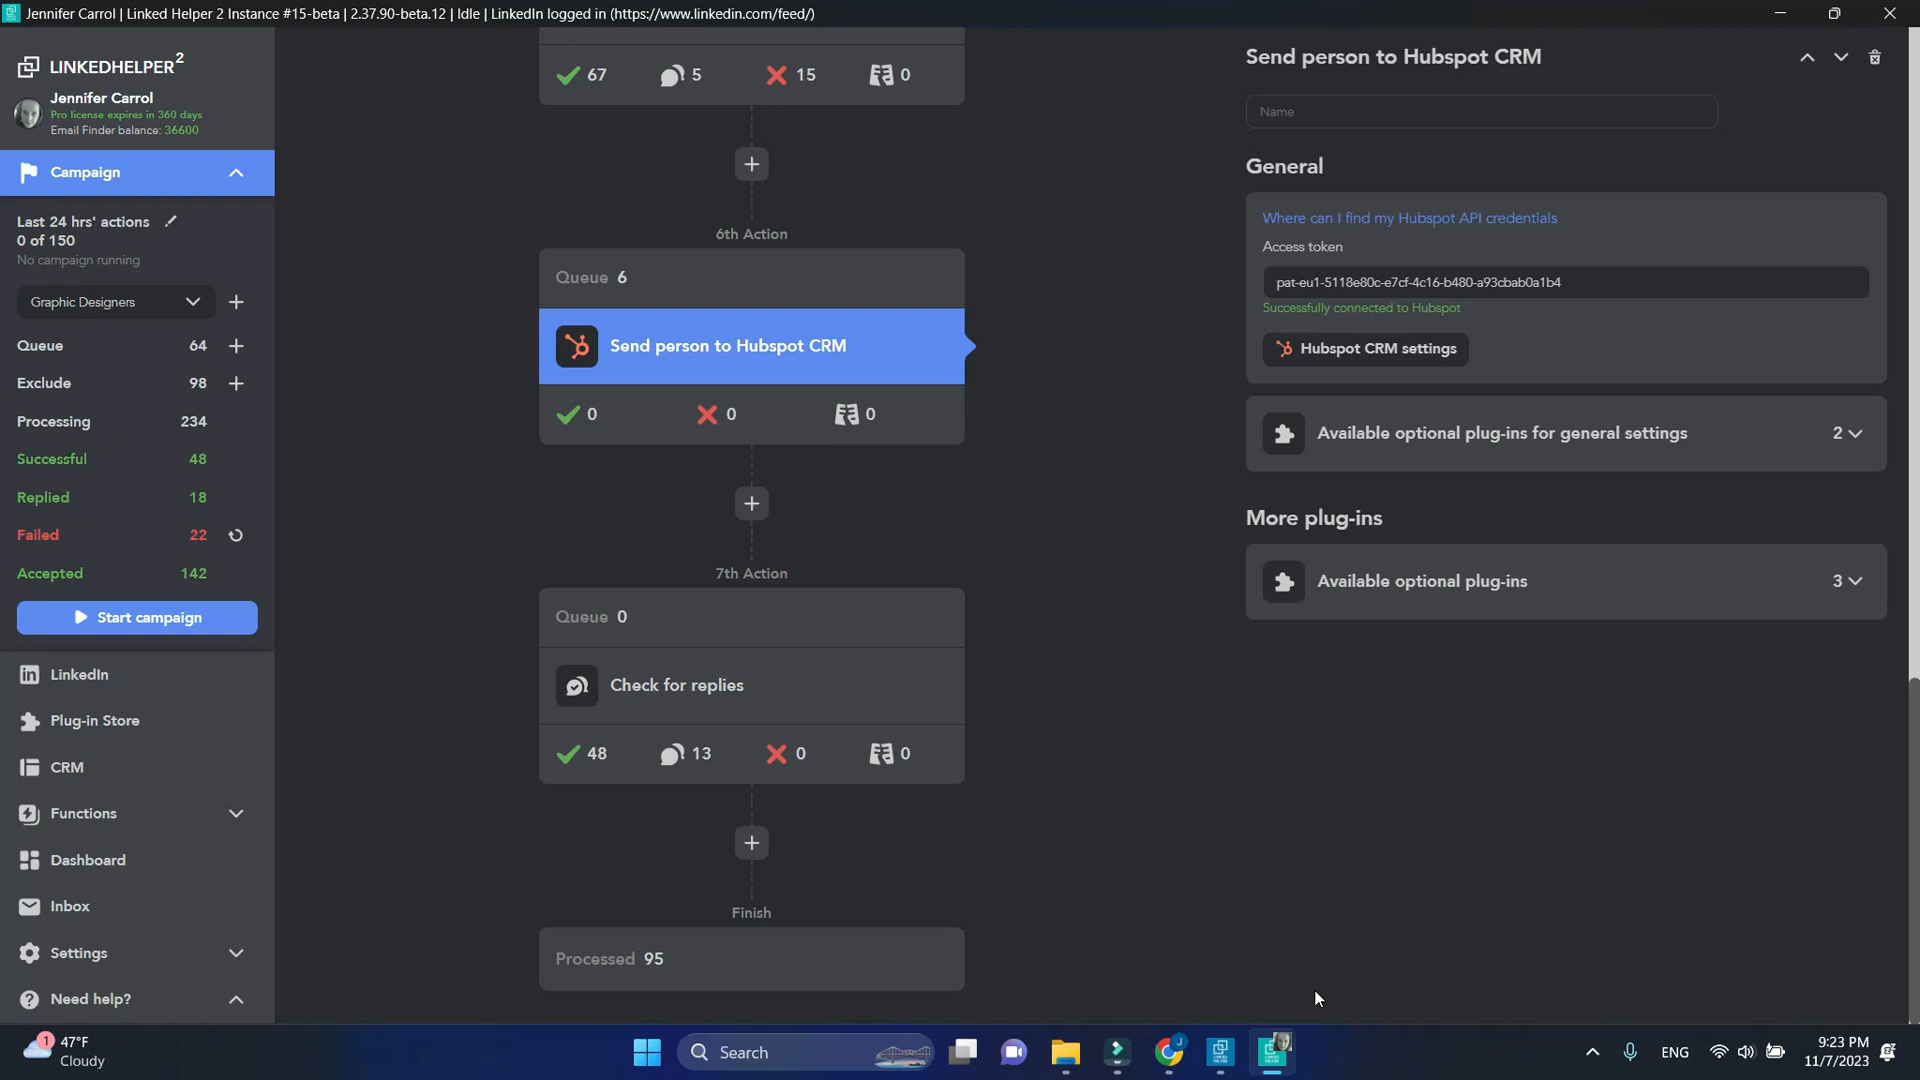 Jennifer Carrol | Linked Helper 2 Instance #15-beta | 2.37.90-beta.12 | Idle | LinkedIn logged in (https://www.linkedin.com/feed/)
LINKEDHELPER2
Jennifer Carrol
Pro license expires in 360 days
Email Finder balance: 36600
Campaign
Last 24 hrs' actions
0 of 150
No campaign running
Graphic Designers
Queue 64
Exclude 98
Processing 234
Successful 48
Replied 18
Failed 22
Accepted 142
Start campaign
LinkedIn
Plug-in Store
CRM
Functions
Dashboard
Inbox
Settings
Need help?
67 5 15 0
6th Action
Queue 6
Send person to Hubspot CRM
0 0 0
7th Action
Queue 0
Check for replies
48 13 0 0
Finish
Processed 95
Send person to Hubspot CRM
Name
General
Where can I find my Hubspot API credentials
Access token
pat-eu1-5118e80c-e7cf-4c16-b480-a93cbab0a1b4
Successfully connected to Hubspot
Hubspot CRM settings
Available optional plug-ins for general settings 2
More plug-ins
Available optional plug-ins 3
1
47°F
Cloudy
Search
J
ENG
9:23 PM
11/7/2023